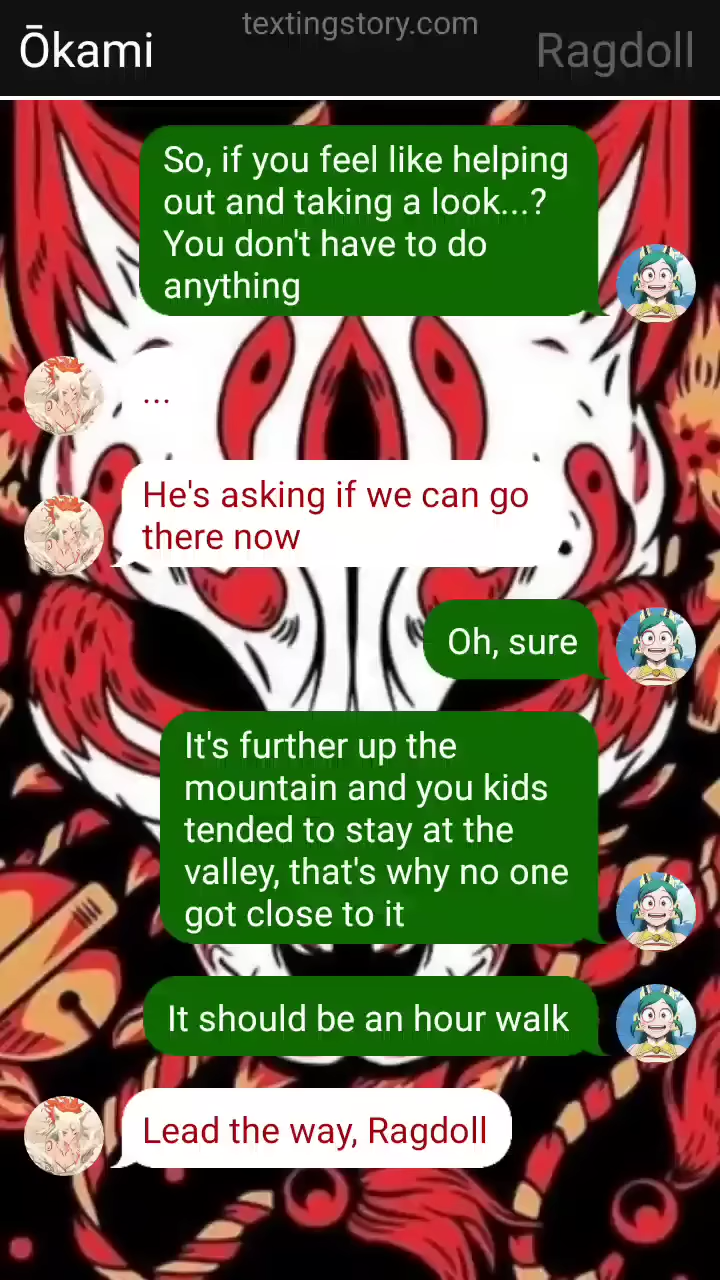 textingstory.com
Ōkami
Ragdoll
So, if you feel like helping
out and taking a look...?
You don't have to do
anything
...
He's asking if we can go
there now
Oh, sure
It's further up the
mountain and you kids
tended to stay at the
valley, that's why no one
got close to it
It should be an hour walk
Lead the way, Ragdoll